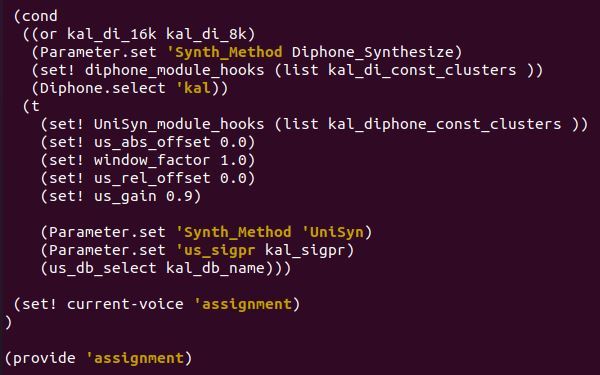 (cond
((or kal_di_16k kal_di_8k)
(Parameter.set 'Synth_Method Diphone_Synthesize)
(set! diphone_module_hooks (list kal_di_const_clusters ))
(Diphone.select 'kal))
(t
(set! UniSyn_module_hooks (list kal_diphone_const_clusters ))
(set! us_abs_offset 0.0)
(set! window_factor 1.0)
(set! us_rel_offset 0.0)
(set! us_gain 0.9)
(Parameter.set 'Synth_Method 'UniSyn)
(Parameter.set 'us_sigpr kal_sigpr)
(us_db_select kal_db_name)))
(set! current-voice 'assignment)
)
(provide 'assignment)